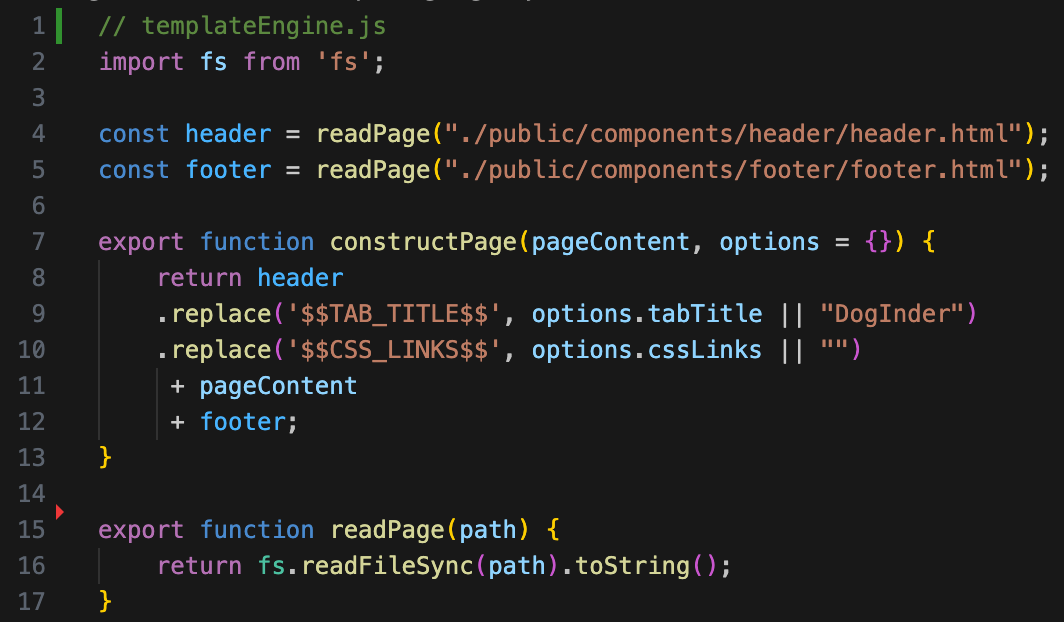 1 // templateEngine.js
2 import fs from 'fs';
3
4 const header = readPage("./public/components/header/header.html");
5 const footer = readPage("./public/components/footer/footer.html");
6
7 export function constructPage(pageContent, options = {}) {
8     return header
9     .replace('$$TAB_TITLE$$', options.tabTitle || "DogInder")
10     .replace('$$CSS_LINKS$$', options.cssLinks || "")
11      + pageContent
12      + footer;
13 }
14
15 export function readPage(path) {
16     return fs.readFileSync(path).toString();
17 }